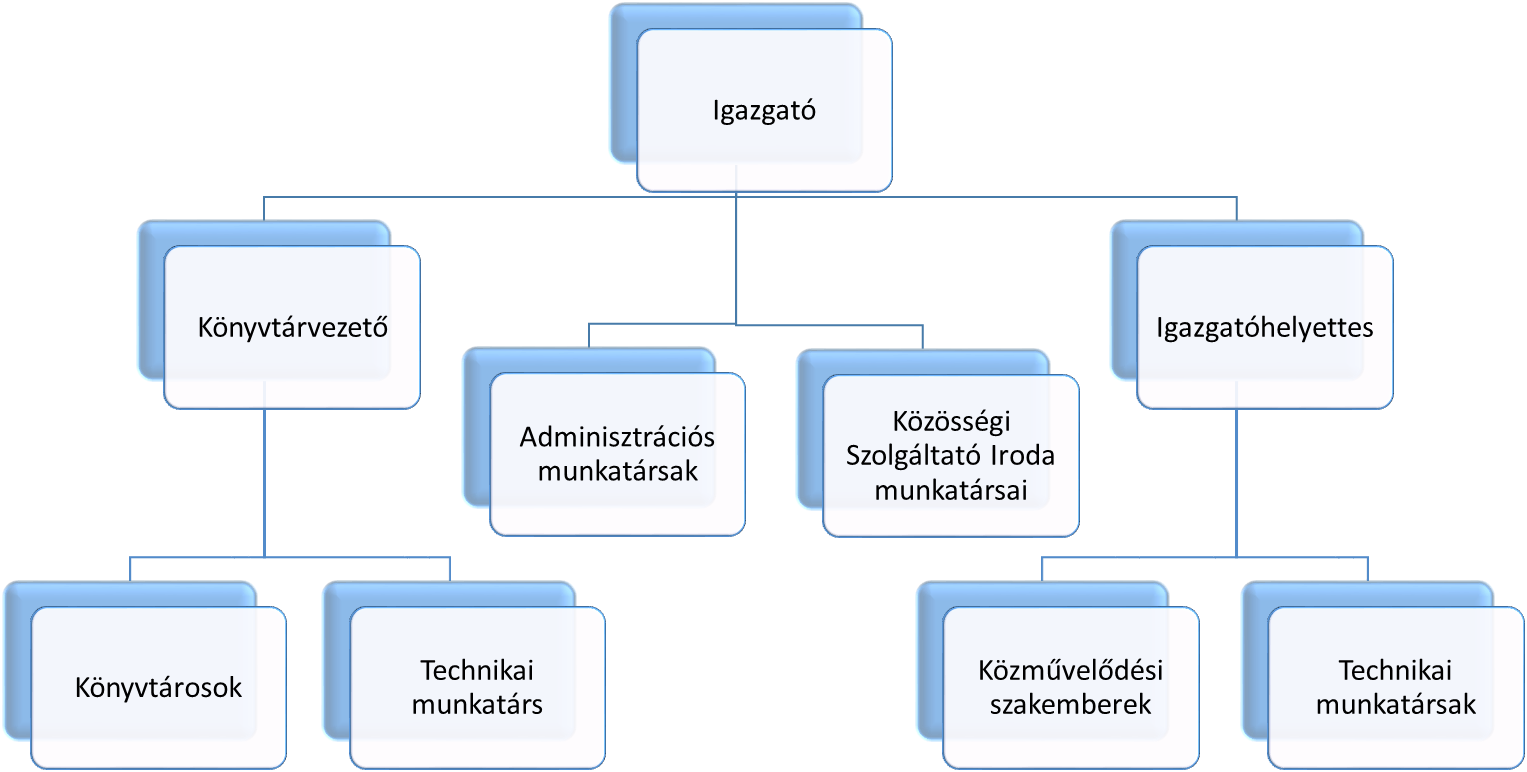 Igazgató
Könyvtárvezető
Igazgatóhelyettes
Adminisztrációs
munkatársak
Közösségi
Szolgáltató Iroda
munkatársai
Könyvtárosok
Technikai
munkatárs
Közművelődési
szakemberek
Technikai
munkatársak